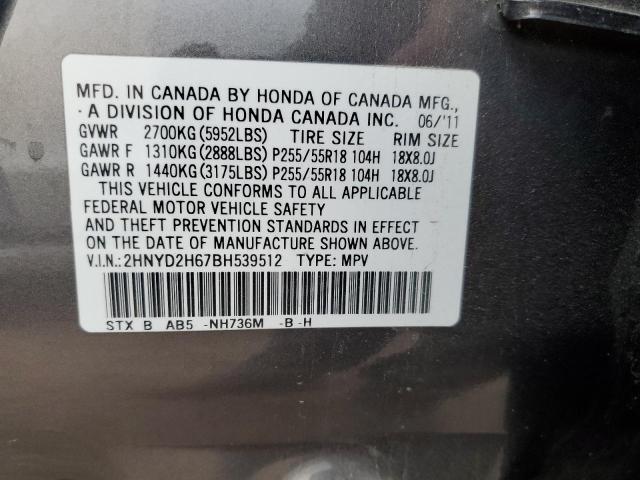 MFD. IN CANADA BY HONDA OF CANADA MFG.,
- A DIVISION OF HONDA CANADA INC. 06/'11
GVWR 2700KG(5952LBS) TIRE SIZE RIM SIZE
GAWR F 1310KG(2888LBS) P255/55R18 104H 18X8.0J
GAWR R 1440KG(3175LBS) P255/55R18 104H 18X8.0J
THIS VEHICLE CONFORMS TO ALL APPLICABLE
FEDERAL MOTOR VEHICLE SAFETY
AND THEFT PREVENTION STANDARDS IN EFFECT
ON THE DATE OF MANUFACTURE SHOWN ABOVE.
V.I.N.:2HNYD2H67BH539512 TYPE: MPV
STX B AB5 -NH736M -B-H